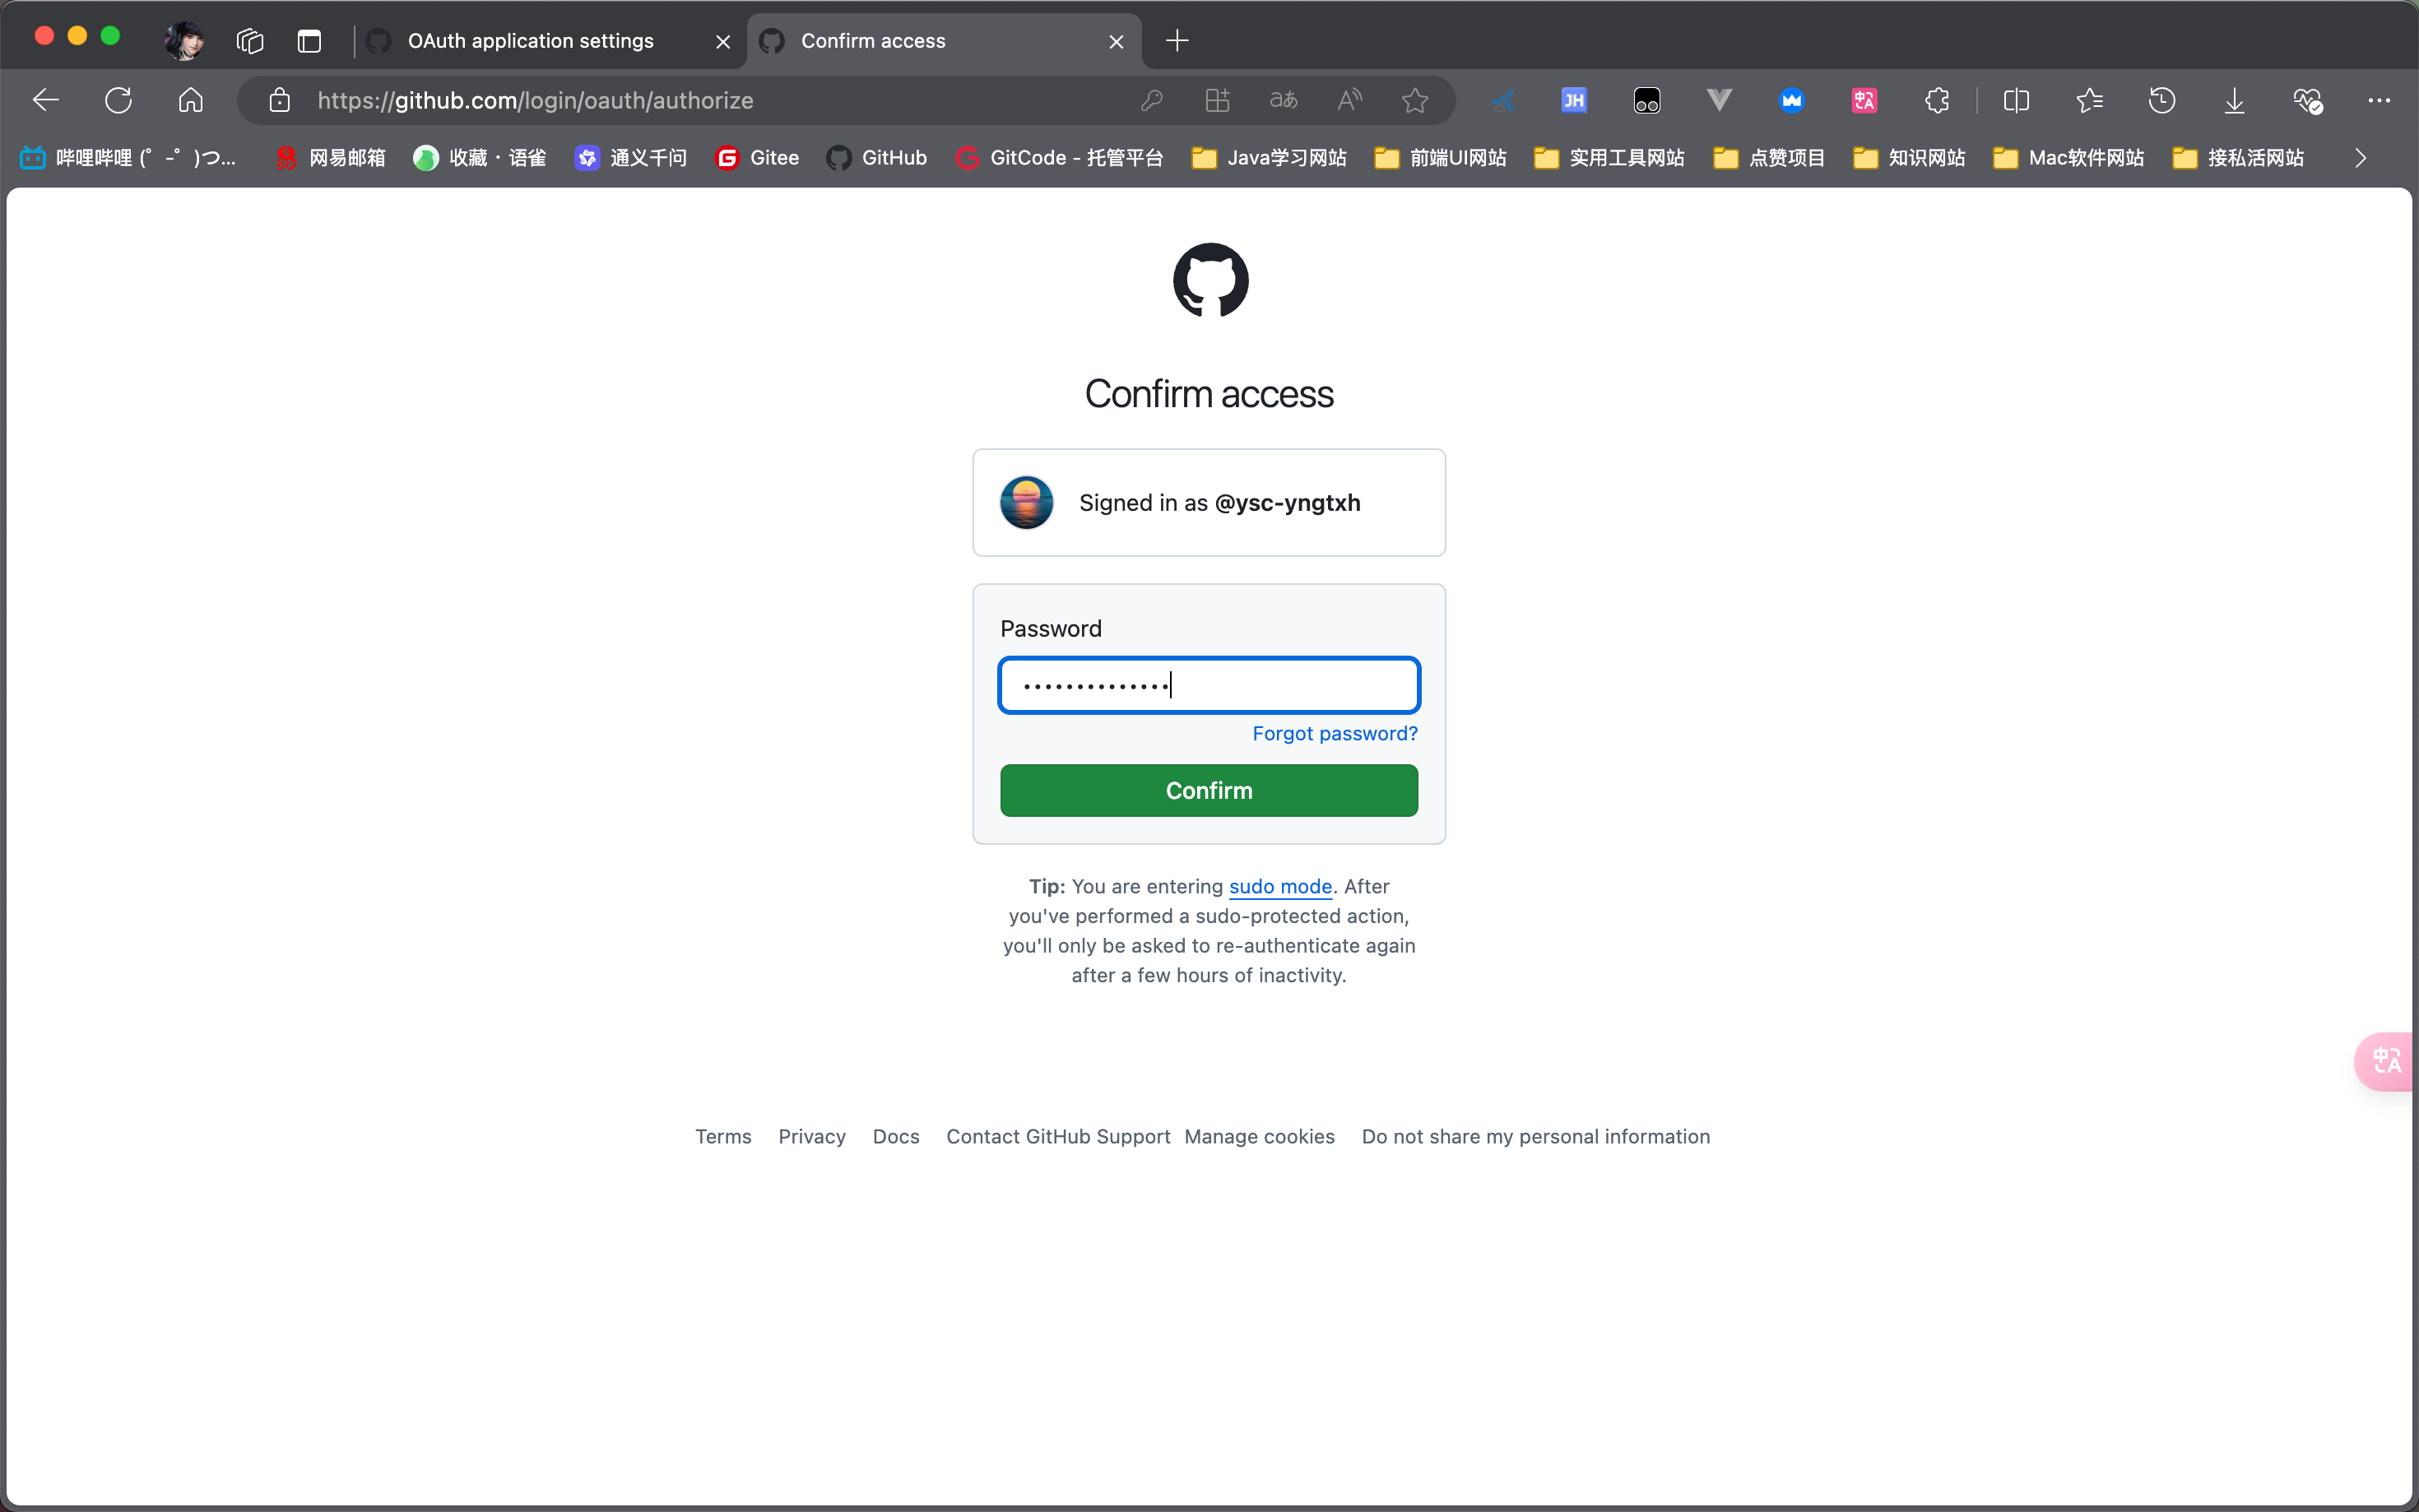 OAuth application settings
Confirm access
https://github.com/login/oauth/authorize
哔哩哔哩 (゜-゜)つ...
网易邮箱
收藏 · 语雀
通义千问
Gitee
GitHub
GitCode - 托管平台
Java学习网站
前端UI网站
实用工具网站
点赞项目
知识网站
Mac软件网站
接私活网站
Confirm access
Signed in as @ysc-yngtxh
Password
••••••••••••••
Forgot password?
Confirm
Tip: You are entering sudo mode. After
you've performed a sudo-protected action,
you'll only be asked to re-authenticate again
after a few hours of inactivity.
Terms
Privacy
Docs
Contact GitHub Support
Manage cookies
Do not share my personal information